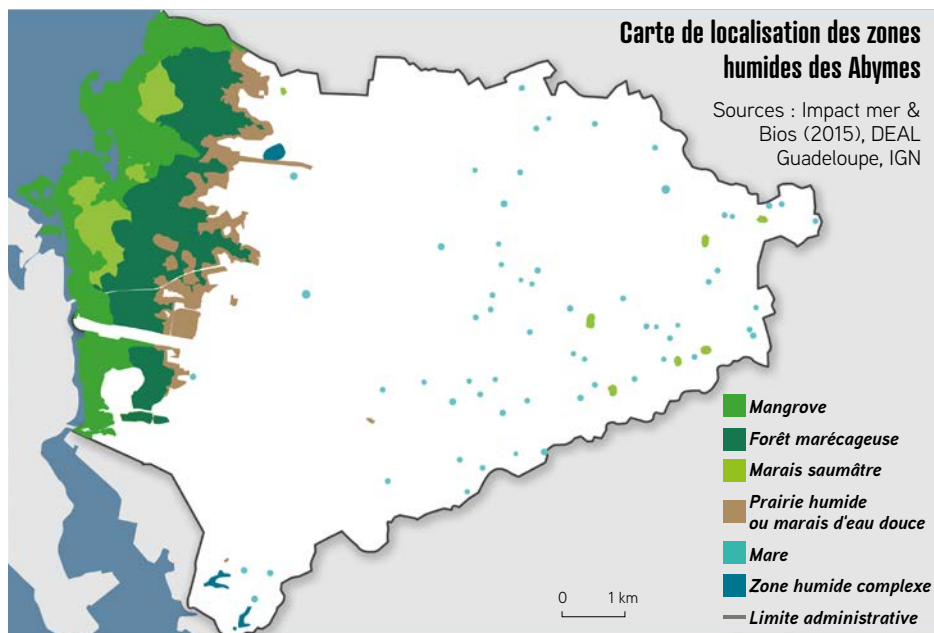 Carte de localisation des zones
humides des Abymes
Sources : Impact mer &
Bios (2015), DEAL
Guadeloupe, IGN
Mangrove
Forêt marécageuse
Marais saumâtre
Prairie humide
ou marais d'eau douce
Mare
Zone humide complexe
Limite administrative
0 1 km